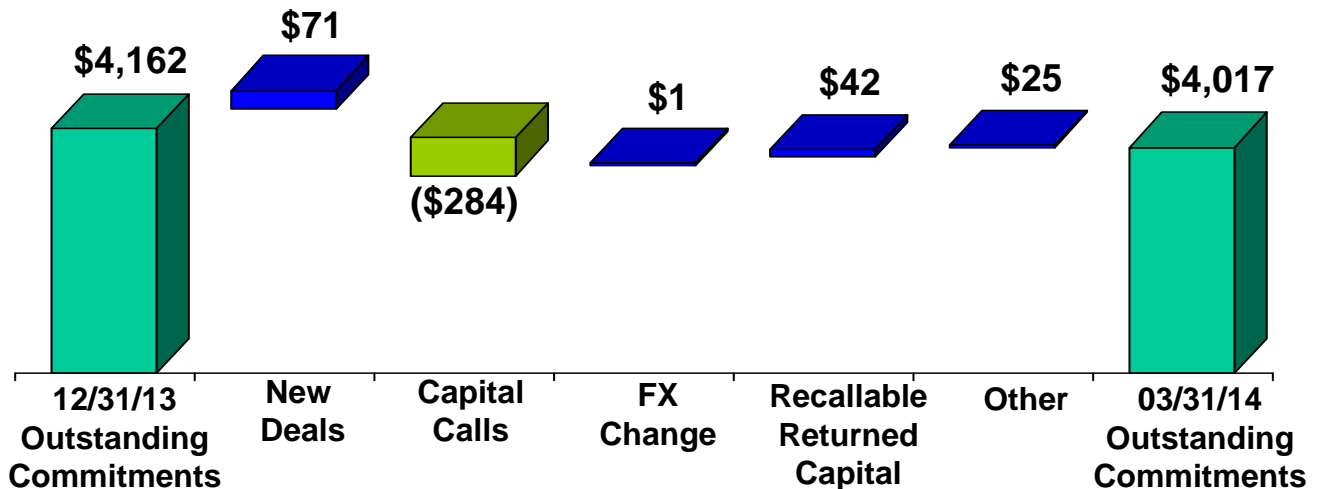 $4,162
$71
($284)
$1
$42
$25
$4,017
12/31/13
Outstanding
Commitments
New
Deals
Capital
Calls
FX
Change
Recallable
Returned
Capital
Other
03/31/14
Outstanding
Commitments